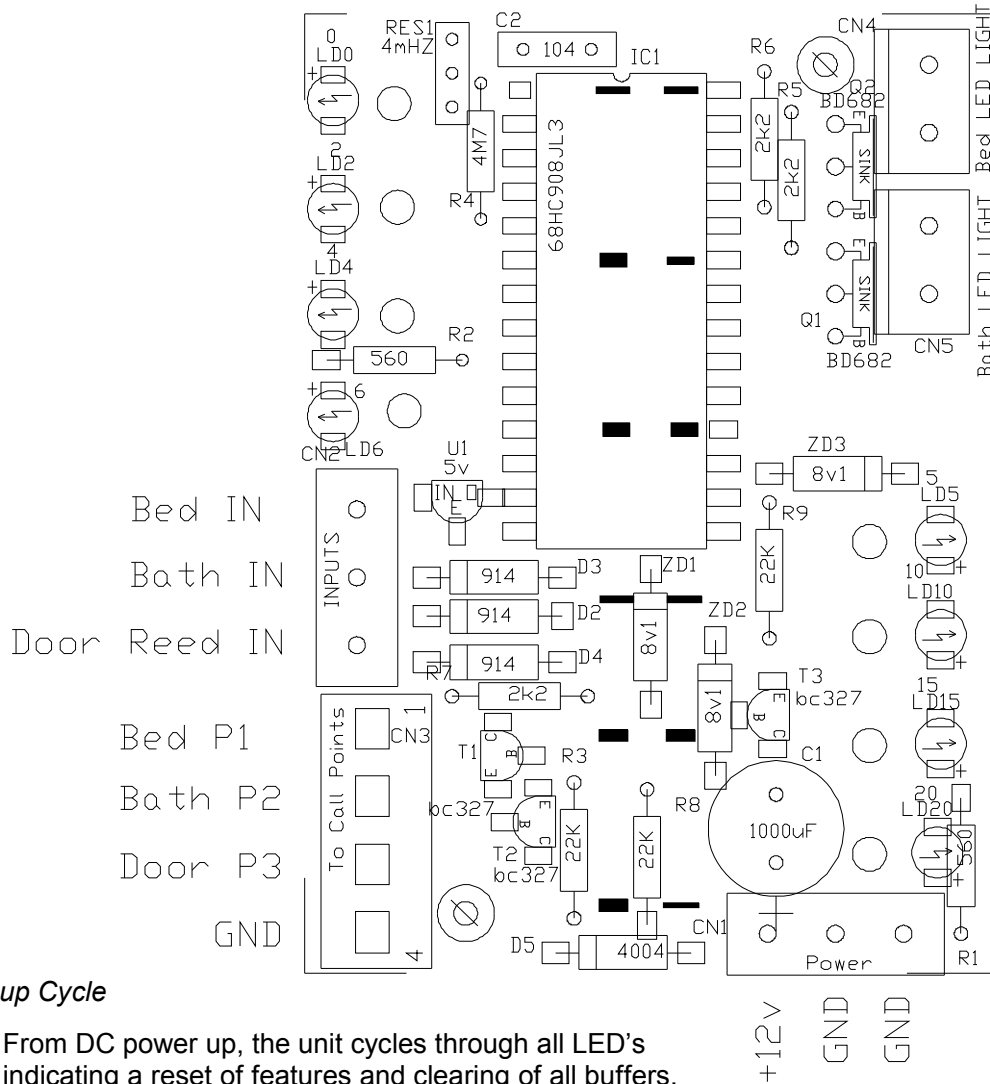 0
LD0
+
2
LD2
+
4
LD4
+
560
R2
+
6
LD6
CN2
RES1
4mHZ
C2
104
IC1
68HC908JL3
4M7
R4
R6
2k2
R5
2k2
CN4
Q2
BD682
E
SINK
B
Bed LED LIGHT
E
SINK
B
Q1
BD682
CN5
Bath LED LIGHT
U1
5v
IN
E
ZD3
8v1
5
LD5
+
R9
22K
10
LD10
+
15
LD15
+
20
LD20
+
560
R1
Bed IN
Bath IN
Door Reed IN
INPUTS
914
D3
914
D2
914
D4
R7
2k2
ZD1
8v1
ZD2
8v1
T3
bc327
E
B
C
Bed P1
Bath P2
Door P3
GND
To Call Points
1
CN3
4
T1
C
B
E
bc327
E
B
C
T2
bc327
R3
22K
22K
R8
C1
1000uF
+
D5
4004
CN1
Power
+12v
GND
GND
up Cycle
From DC power up, the unit cycles through all LED's
indicating a reset of features and clearing of all buffers.